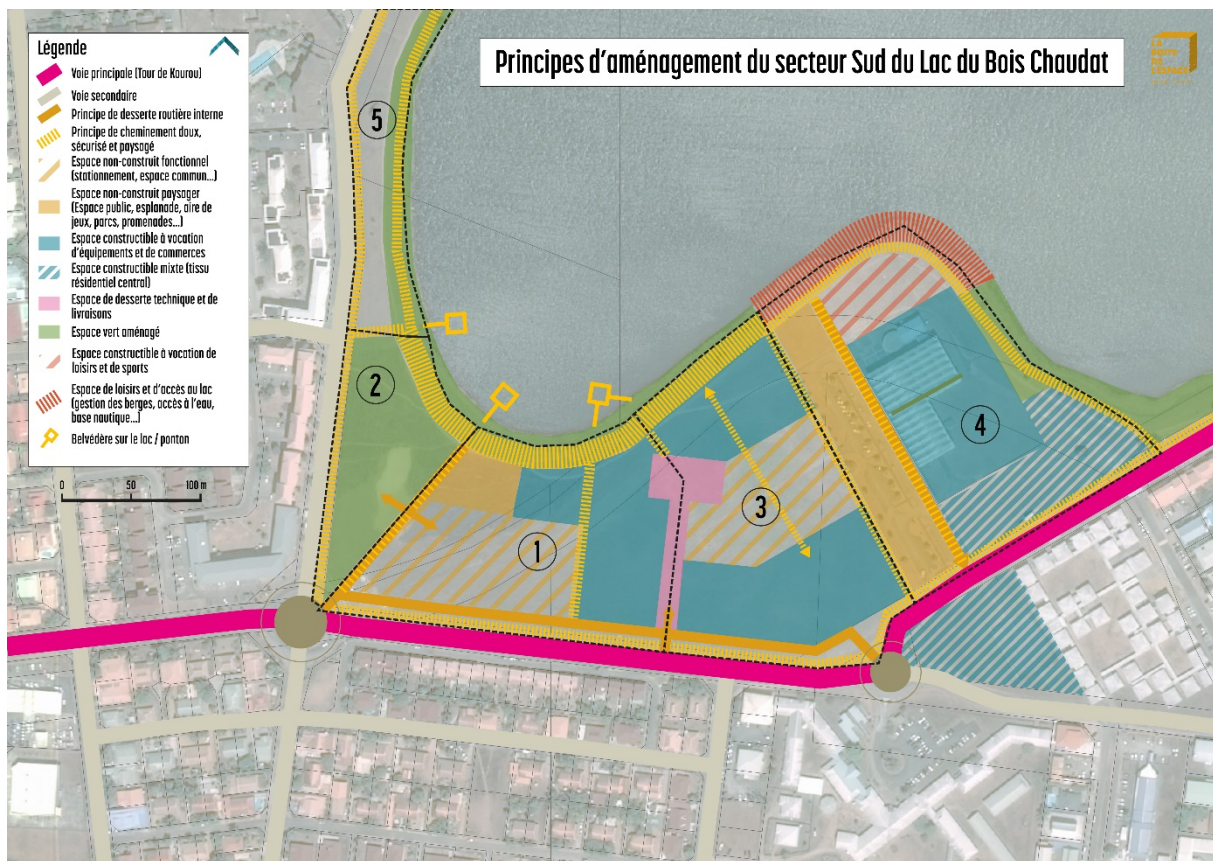 Principes d'aménagement du secteur Sud du Lac du Bois Chaudat
LA
BOITE
DE
L'ESPACE
Légende
Voie principale (Tour de Kourou)
Voie secondaire
Principe de desserte routière interne
Principe de cheminement doux,
sécurisé et paysagé
Espace non-construit fonctionnel
(stationnement, espace commun...)
Espace non-construit paysager
(Espace public, esplanade, aire de
jeux, parcs, promenades...)
Espace constructible à vocation
d'équipements et de commerces
Espace constructible mixte (tissu
résidentiel central)
Espace de desserte technique et de
livraisons
Espace vert aménagé
Espace constructible à vocation de
loisirs et de sports
Espace de loisirs et d'accès au lac
(gestion des berges, accès à l'eau,
base nautique...)
Belvédère sur le lac / ponton
0 50 100 m
5
2
4
3
1